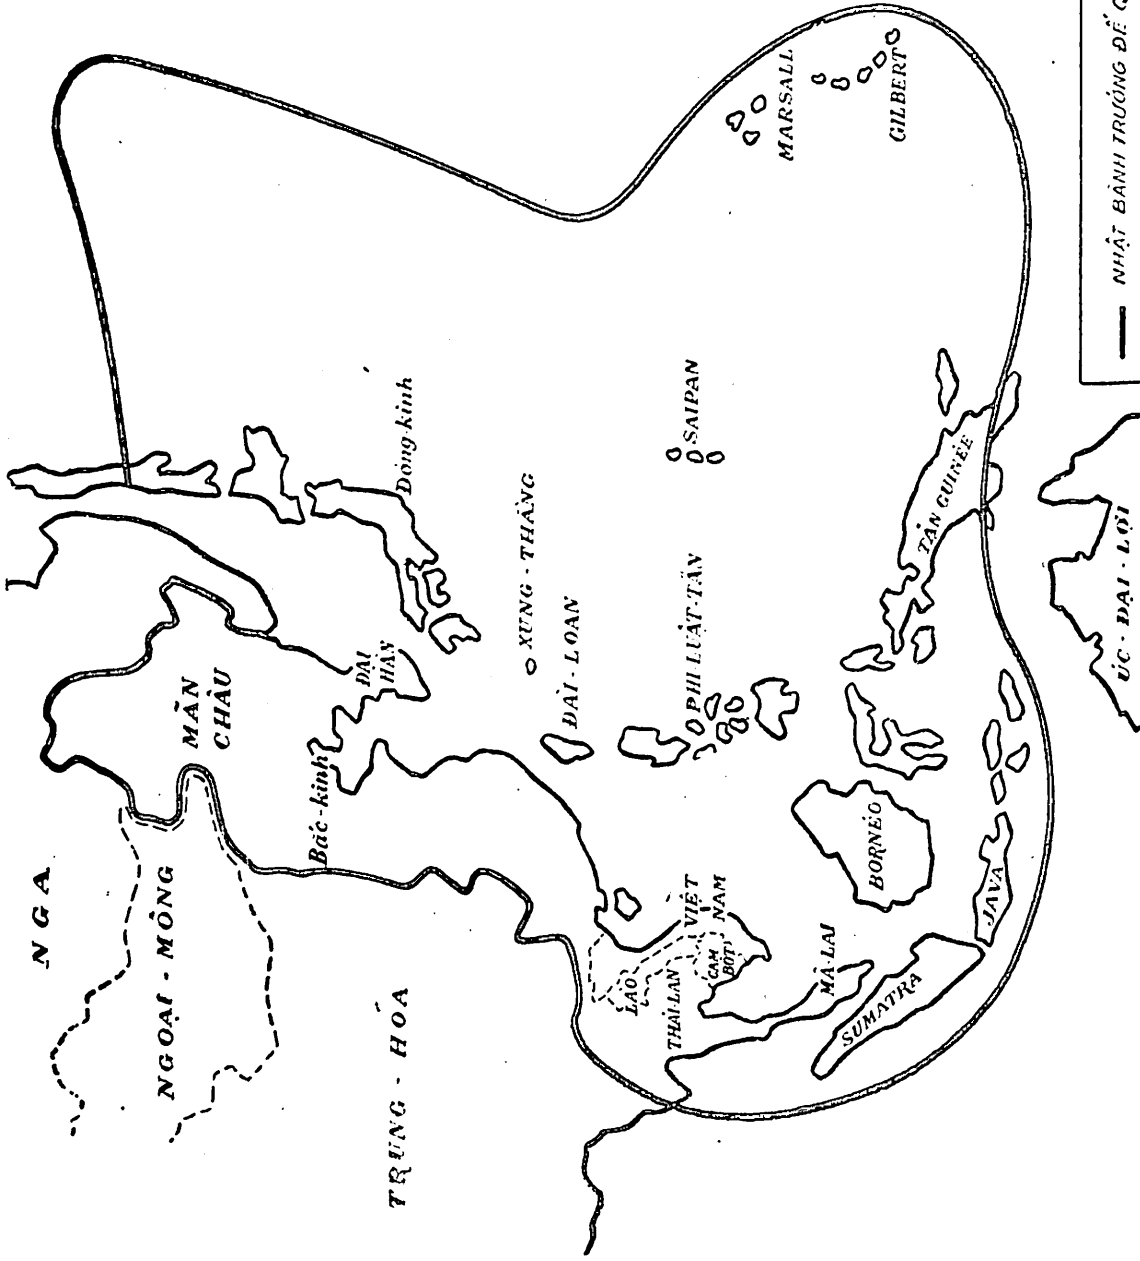 NGA
NGOẠI - MÔNG
MÃN
CHÂU
TRUNG - HÓA
Bắc-kinh
ĐẠI
HÀN
Đông-kinh
XUNG - THẰNG
ĐÀI - LOAN
PHI-LUẬT-TÂN
SAIPAN
MARSALL
GILBERT
LAO
VIỆT
NAM
CAM
BỐT
THÁI-LAN
MÃ-LAI
SUMATRA
JAVA
BORNÉO
TÂN GUINÉE
ÚC - ĐẠI - LỢI
NHẬT BÀNH TRƯỚNG ĐẾ